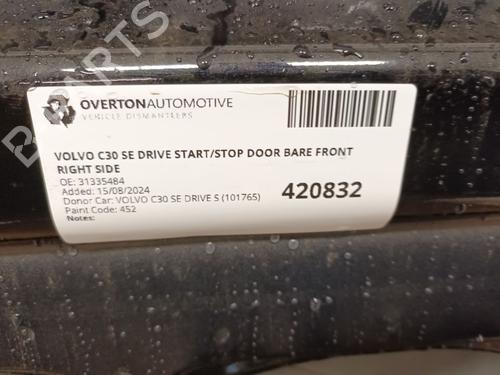 OVERTONAUTOMOTIVE
VEHICLE DISMANTLERS
VOLVO C30 SE DRIVE START/STOP DOOR BARE FRONT
RIGHT SIDE
OE: 31335484
Added: 15/08/2024
Donor Car: VOLVO C30 SE DRIVE S (101765)
Paint Code: 452
Notes:
420832